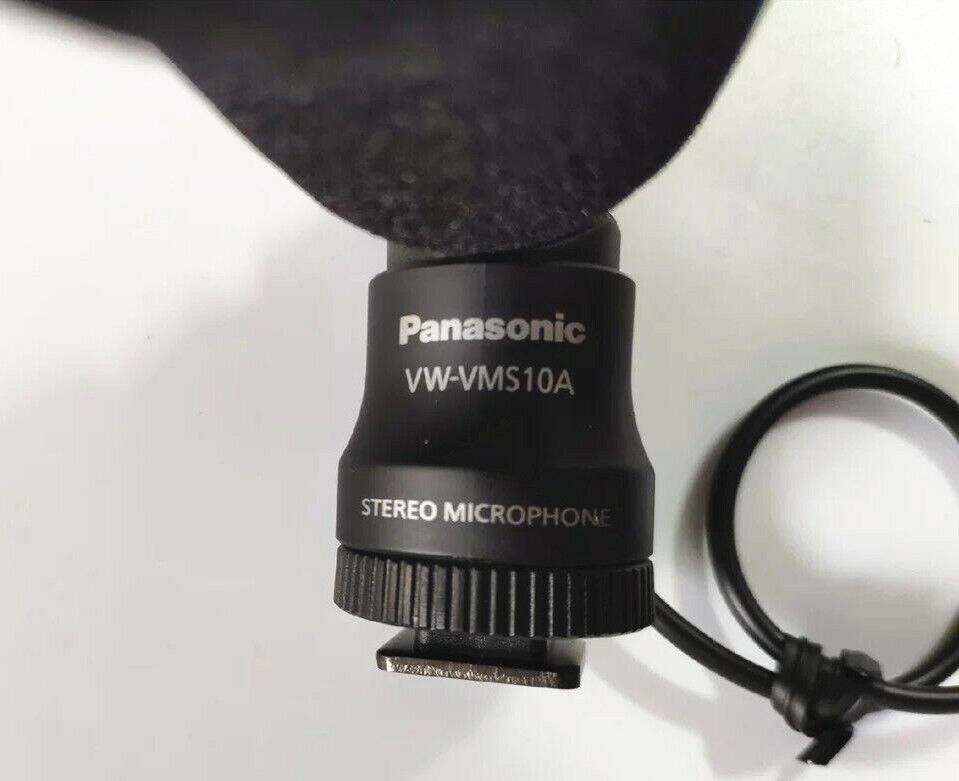 Panasonic
VW-VMS10A
STEREO MICROPHONE